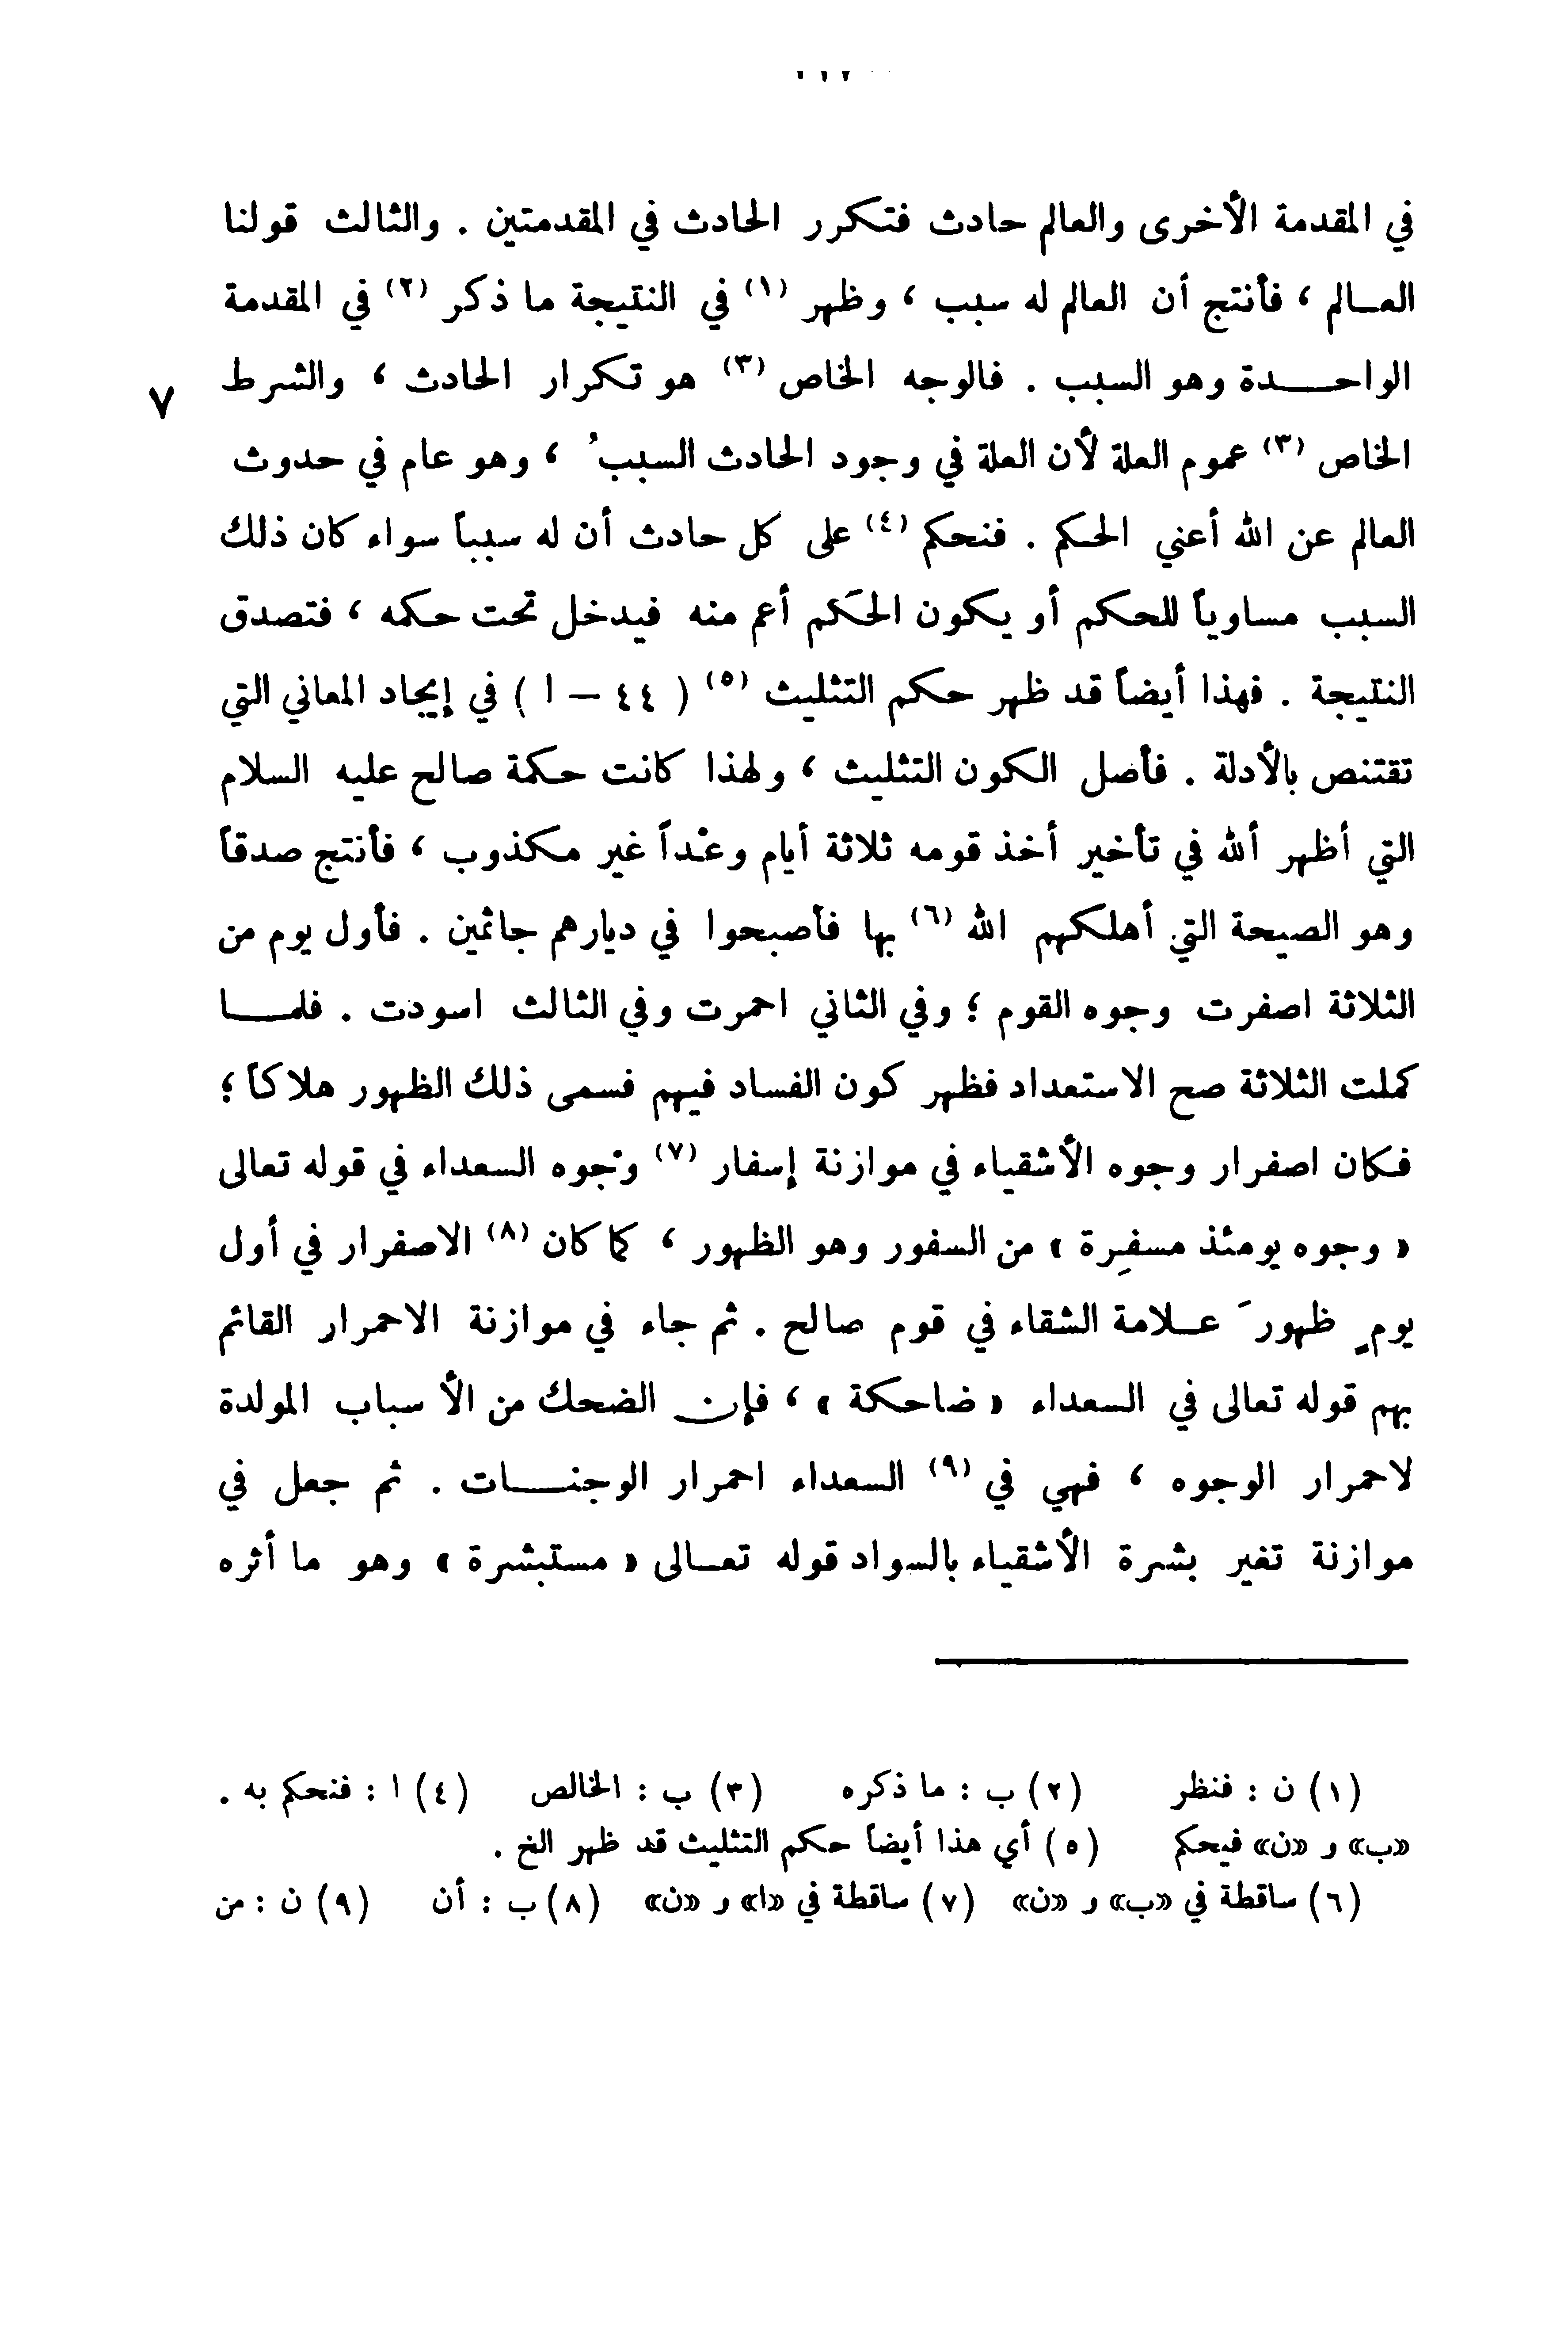 في المقدمة الأخرى والعالم حادث فتكرر الحادث في المقدمتين . والثالث قولنا
العالم ، فأنتج أن العالم له سبب ، وظهر (١) في النتيجة ما ذكر (٢) في المقدمة
الواحدة وهو السبب . فالوجه الخاص (٣) هو تكرار الحادث ، والشرط ٧
الخاص (٣) عموم العلة لأن العلة في وجود الحادث السببُ ، وهو عام في حدوث
العالم عن الله أعني الحكم . فنحكم (٤) على كل حادث أن له سبباً سواء كان ذلك
السبب مساوياً للحكم أو يكون الحكم أعم منه فيدخل تحت حكمه ، فتصدق
النتيجة . فهذا أيضاً قد ظهر حكم التثليث (٥) ( ٤٤ – ا ) في إيجاد المعاني التي
تقتنص بالأدلة . فأصل الكون التثليث ، ولهذا كانت حكمة صالح عليه السلام
التي أظهر ألله في تأخير أخذ قومه ثلاثة أيام وعْداً غير مكذوب ، فأنتج صدقاً
وهو الصيحة التي أهلكهم الله (٦) بها فأصبحوا في ديارهم جاثمين . فأول يوم من
الثلاثة اصفرت وجوه القوم ؛ وفي الثاني احمرت وفي الثالث اسودت . فلما
كملت الثلاثة صح الاستعداد فظهر كون الفساد فيهم فسمى ذلك الظهور هلاكاً ؛
فكان اصفرار وجوه الأشقياء في موازنة إسفار (٧) وجوه السعداء في قوله تعالى
« وجوه يومئذ مسفِرة » من السفور وهو الظهور ، كما كان (٨) الاصفرار في أول
يومٍ ظهورَ علامة الشقاء في قوم صالح . ثم جاء في موازنة الاحمرار القائم
بهم قوله تعالى في السعداء « ضاحكة » ، فإن الضحك من الأسباب المولدة
لاحمرار الوجوه ، فهي في (٩) السعداء احمرار الوجنات . ثم جعل في
موازنة تغير بشرة الأشقياء بالسواد قوله تعالى « مستبشرة » وهو ما أثره
(١) ن : فنظر (٢) ب : ما ذكره (٣) ب : الخالص (٤) ا : فنحكم به .
«ب» و «ن» فيحكم (٥) أي هذا أيضاً حكم التثليث قد ظهر الخ .
(٦) ساقطة في «ب» و «ن» (٧) ساقطة في «ا» و «ن» (٨) ب : أن (٩) ن : من